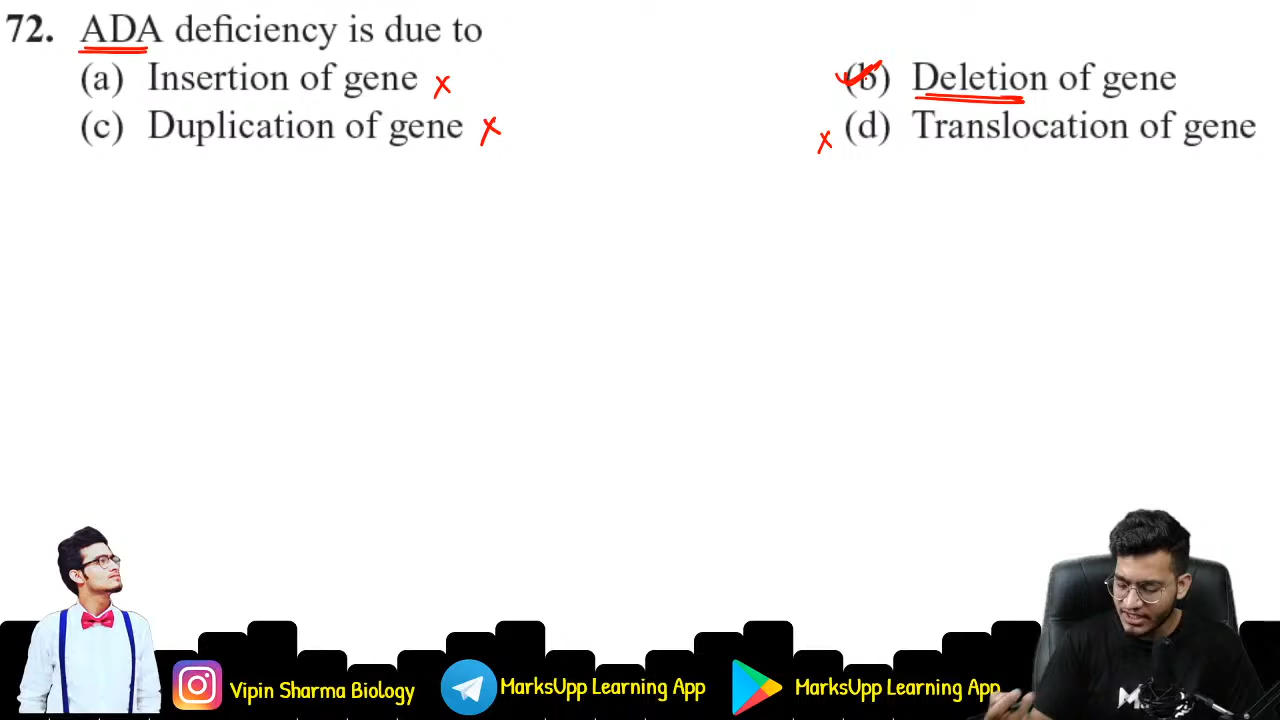 72. ADA deficiency is due to
(a) Insertion of gene x (b) Deletion of gene
(c) Duplication of gene x x (d) Translocation of gene
Vipin Sharma Biology MarksUpp Learning App MarksUpp Learning App